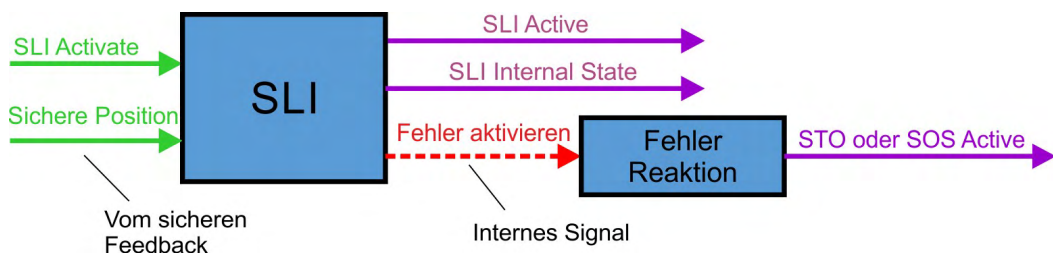 SLI Active
SLI Activate
SLI Internal State
SLI
Sichere Position
Fehler aktivieren
Fehler
Reaktion
STO oder SOS Active
Vom sicheren
Feedback
Internes Signal